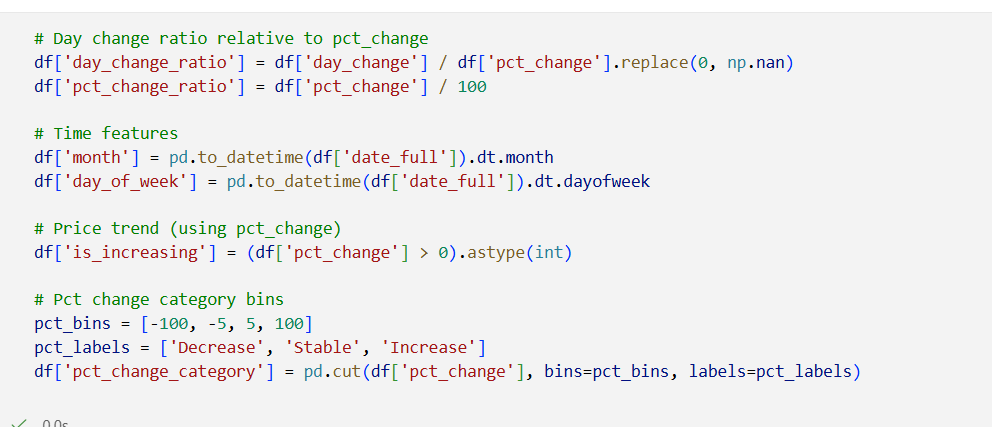 # Day change ratio relative to pct_change
df['day_change_ratio'] = df['day_change'] / df['pct_change'].replace(0, np.nan)
df['pct_change_ratio'] = df['pct_change'] / 100
# Time features
df['month'] = pd.to_datetime(df['date_full']).dt.month
df['day_of_week'] = pd.to_datetime(df['date_full']).dt.dayofweek
# Price trend (using pct_change)
df['is_increasing'] = (df['pct_change'] > 0).astype(int)
# Pct change category bins
pct_bins = [-100, -5, 5, 100]
pct_labels = ['Decrease', 'Stable', 'Increase']
df['pct_change_category'] = pd.cut(df['pct_change'], bins=pct_bins, labels=pct_labels)
0.0s